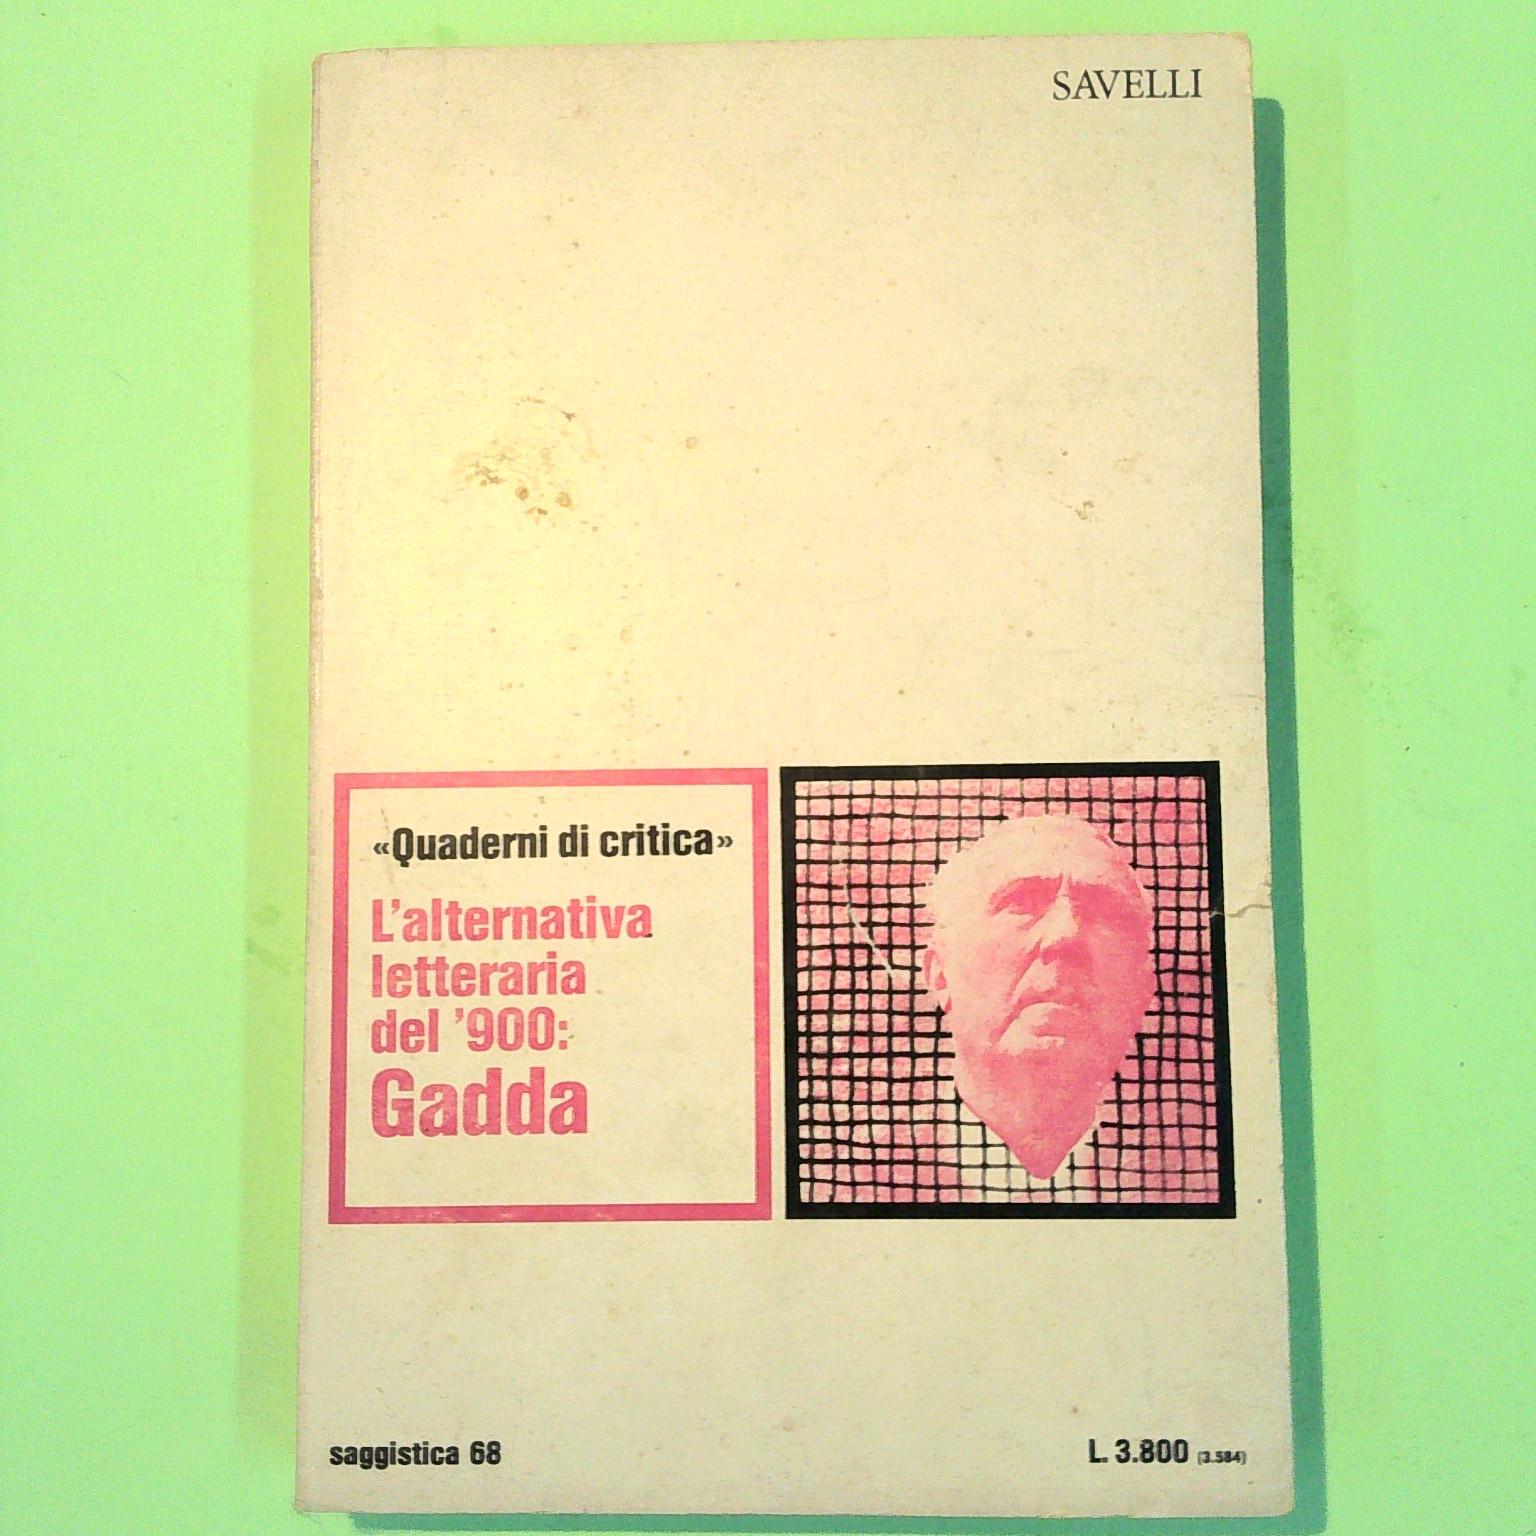 SAVELLI
«Quaderni di critica»
L'alternativa
letteraria
del '900:
Gadda
saggistica 68
L. 3.800 (3.584)